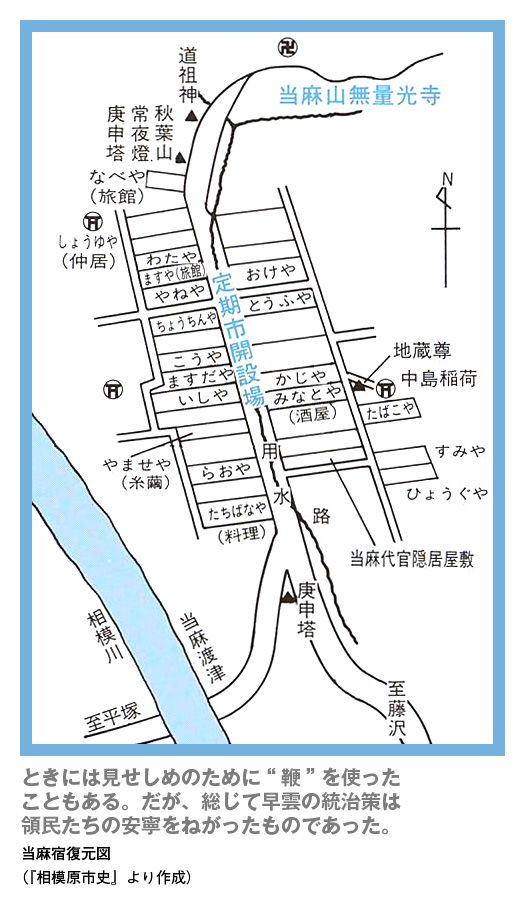 道祖神
卍
当麻山無量光寺
秋葉山
常夜燈
庚申塔
なべや
(旅館)
N
しょうゆや
(仲居)
わたや
ますや(旅館)
やねや
おけや
とうふや
ちょうちんや
定期市開設場
こうや
ますだや
いしや
かじや
みなとや
(酒屋)
地蔵尊
中島稲荷
たばこや
やませや
(糸繭)
らおや
たちばなや
(料理)
用水路
すみや
ひょうぐや
当麻代官隠居屋敷
庚申塔
相模川
当麻渡津
至平塚
至藤沢
ときには見せしめのために“鞭”を使った
こともある。だが、総じて早雲の統治策は
領民たちの安寧をねがったものであった。
当麻宿復元図
(『相模原市史』より作成)